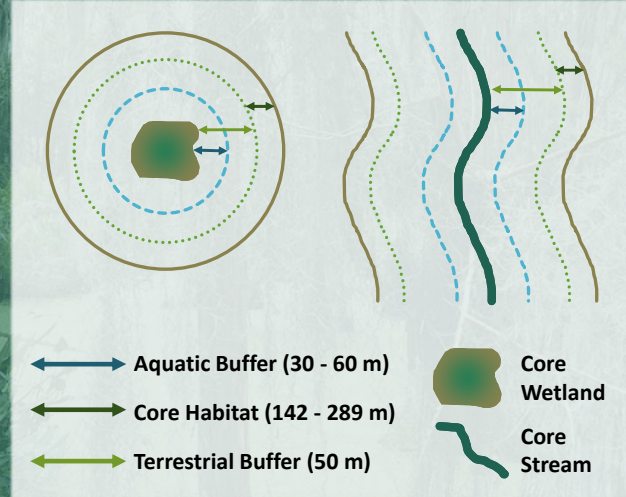 Aquatic Buffer (30 - 60 m)
Core Habitat (142 - 289 m)
Terrestrial Buffer (50 m)
Core
Wetland
Core
Stream